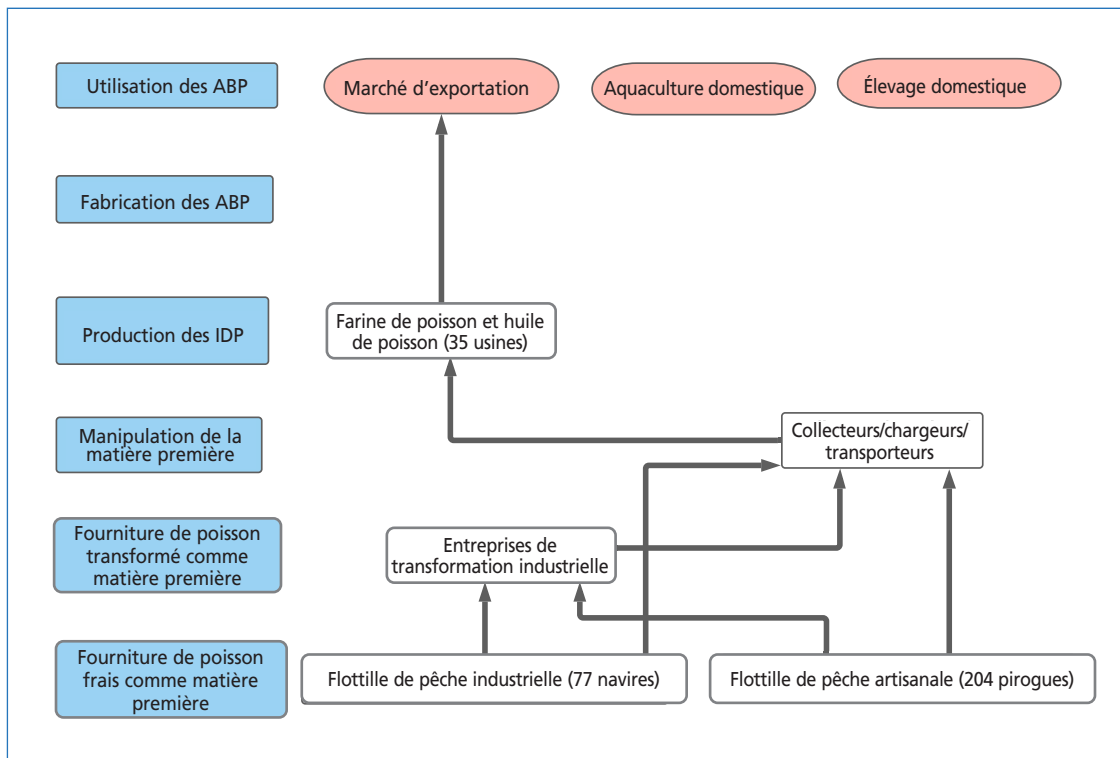 Utilisation des ABP
Marché d'exportation
Aquaculture domestique
Élevage domestique
Fabrication des ABP
Production des IDP
Farine de poisson et huile
de poisson (35 usines)
Manipulation de la
matière première
Collecteurs/chargeurs/
transporteurs
Fourniture de poisson
transformé comme
matière première
Entreprises de
transformation industrielle
Fourniture de poisson
frais comme matière
première
Flottille de pêche industrielle (77 navires)
Flottille de pêche artisanale (204 pirogues)